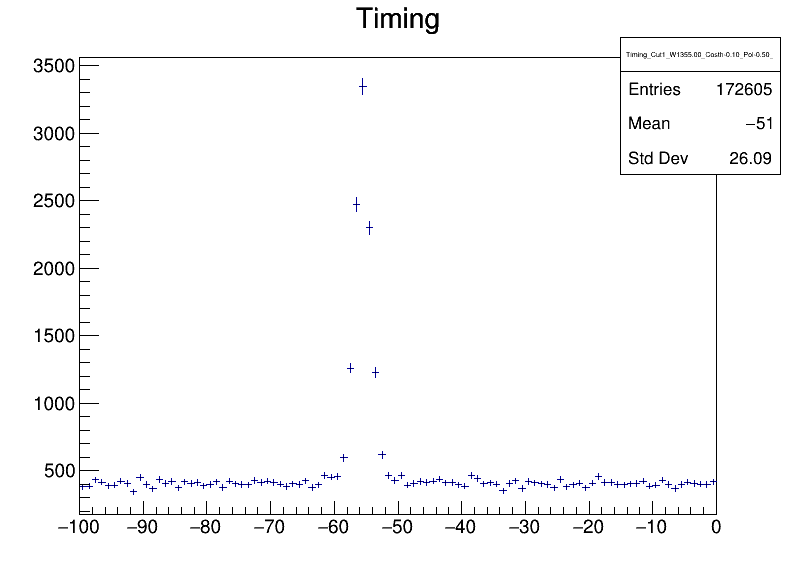 Timing
Timing_Cut1_W1355.00_Costh-0.10_Pol-0.50_
Entries 172605
Mean −51
Std Dev 26.09
3500
3000
2500
2000
1500
1000
500
−100 −90 −80 −70 −60 −50 −40 −30 −20 −10 0